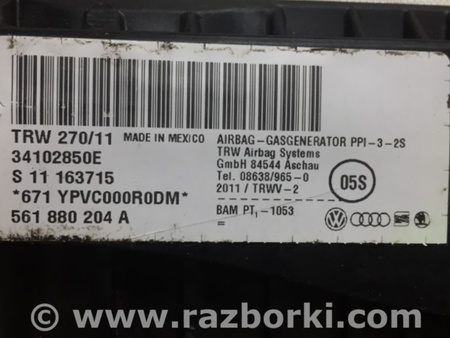 TRW 270/11 MADE IN MEXICO
34102850E
S 11 163715
*671 YPVC000R0DM*
561 880 204 A
AIRBAG-GASGENERATOR PPI-3-2S
TRW Airbag Systems
GmbH 84544 Aschau
Tel. 08638/965-0
2011/TRWV-2
05S
BAM PT₁-1053
=
© - www.razborki.com